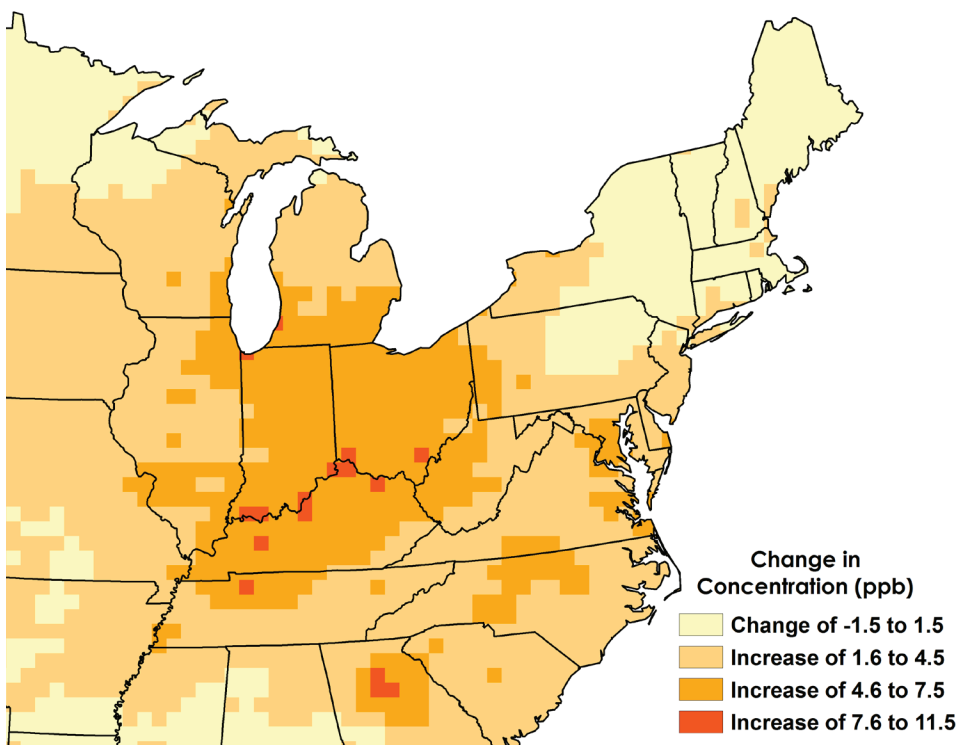 Change in
Concentration (ppb)
Change of -1.5 to 1.5
Increase of 1.6 to 4.5
Increase of 4.6 to 7.5
Increase of 7.6 to 11.5